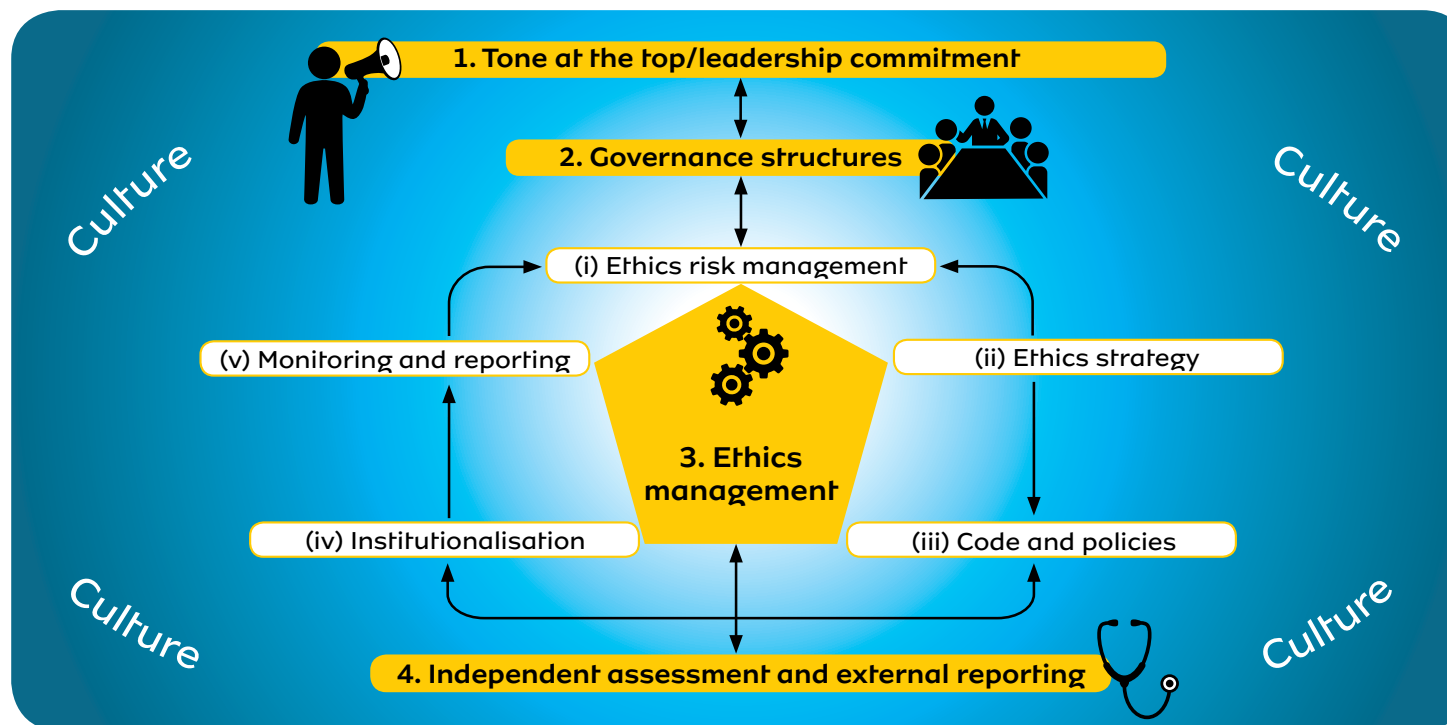 1. Tone at the top/leadership commitment
2. Governance structures
Culture
Culture
(i) Ethics risk management
(v) Monitoring and reporting
(ii) Ethics strategy
3. Ethics
management
(iv) Institutionalisation
(iii) Code and policies
Culture
Culture
4. Independent assessment and external reporting